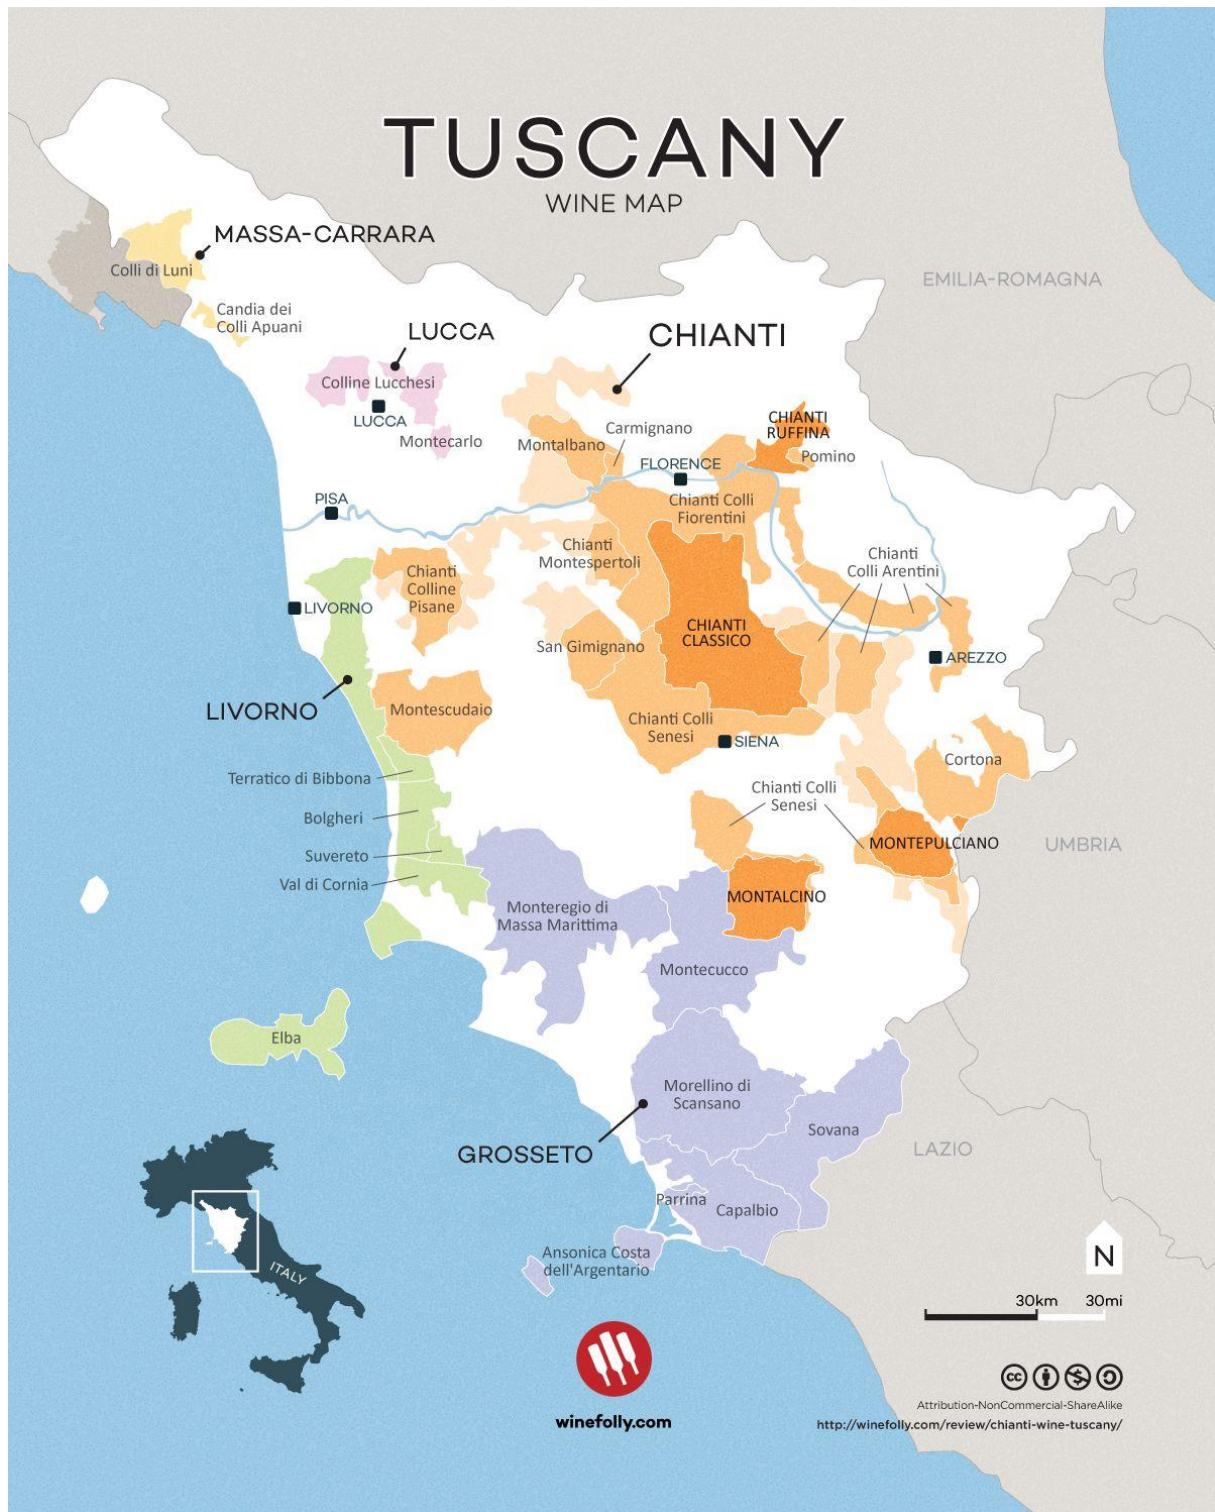 TUSCANY
WINE MAP
MASSA-CARRARA
Colli di Luni
EMILIA-ROMAGNA
Candia dei
Colli Apuani
LUCCA
CHIANTI
Colline Lucchesi
LUCCA
Montecarlo
CHIANTI
RUFFINA
Carmignano
Montalbano
Pomino
FLORENCE
PISA
Chianti Colli
Fiorentini
Chianti
Montespertoli
Chianti
Colli Arentini
Chianti
Colline
Pisane
LIVORNO
CHIANTI
CLASSICO
San Gimignano
AREZZO
LIVORNO
Montescudaio
Chianti Colli
Senesi
SIENA
Cortona
Terratico di Bibbona
Chianti Colli
Senesi
Bolgheri
MONTEPULCIANO
UMBRIA
Suvereto
Val di Cornia
MONTALCINO
Monteregio di
Massa Marittima
Montecucco
Elba
Morellino di
Scansano
Sovana
GROSSETO
LAZIO
Parrina
Capalbio
Ansonica Costa
dell'Argentario
ITALY
N
30km 30mi
winefolly.com
cc
Attribution-NonCommercial-ShareAlike
http://winefolly.com/review/chianti-wine-tuscany/